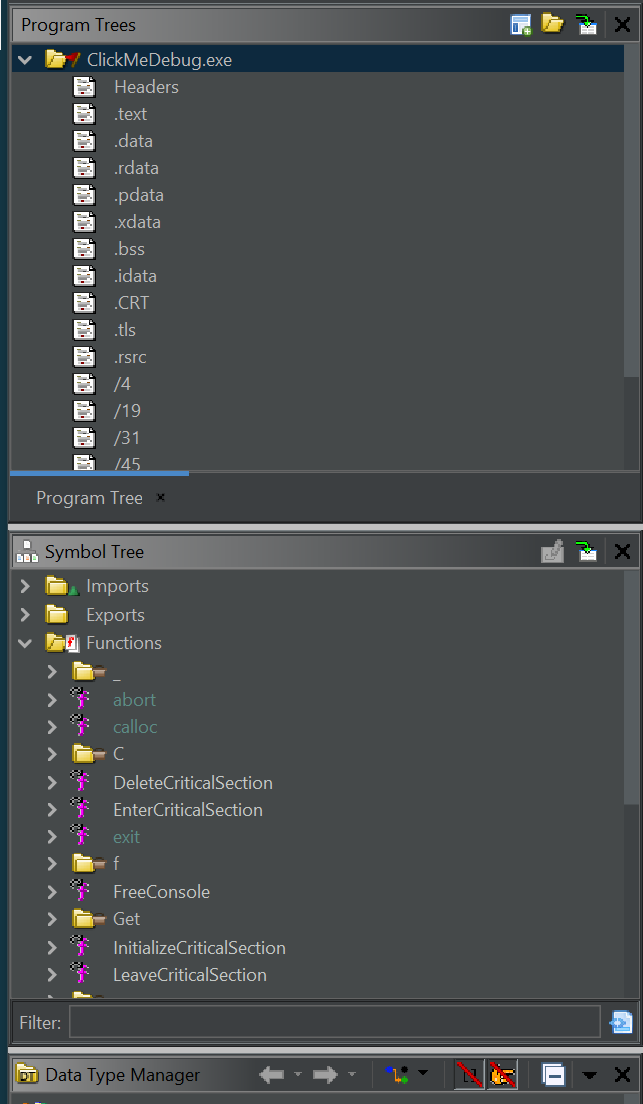 Program Trees
ClickMeDebug.exe
Headers
.text
.data
.rdata
.pdata
.xdata
.bss
.idata
.CRT
.tls
.rsrc
/4
/19
/31
/45
Program Tree
Symbol Tree
Imports
Exports
Functions
_
abort
calloc
C
DeleteCriticalSection
EnterCriticalSection
exit
f
FreeConsole
Get
InitializeCriticalSection
LeaveCriticalSection
Filter:
DT Data Type Manager